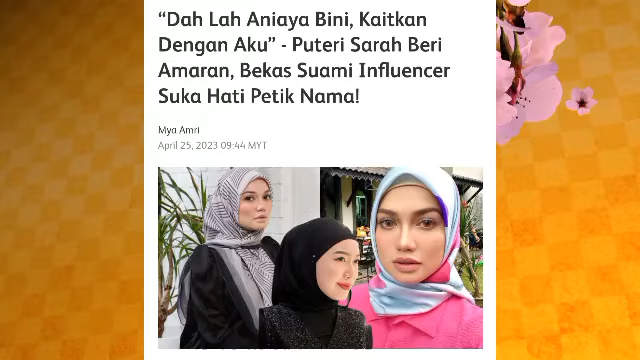 “Dah Lah Aniaya Bini, Kaitkan
Dengan Aku” - Puteri Sarah Beri
Amaran, Bekas Suami Influencer
Suka Hati Petik Nama!
Mya Amri
April 25, 2023 09:44 MYT